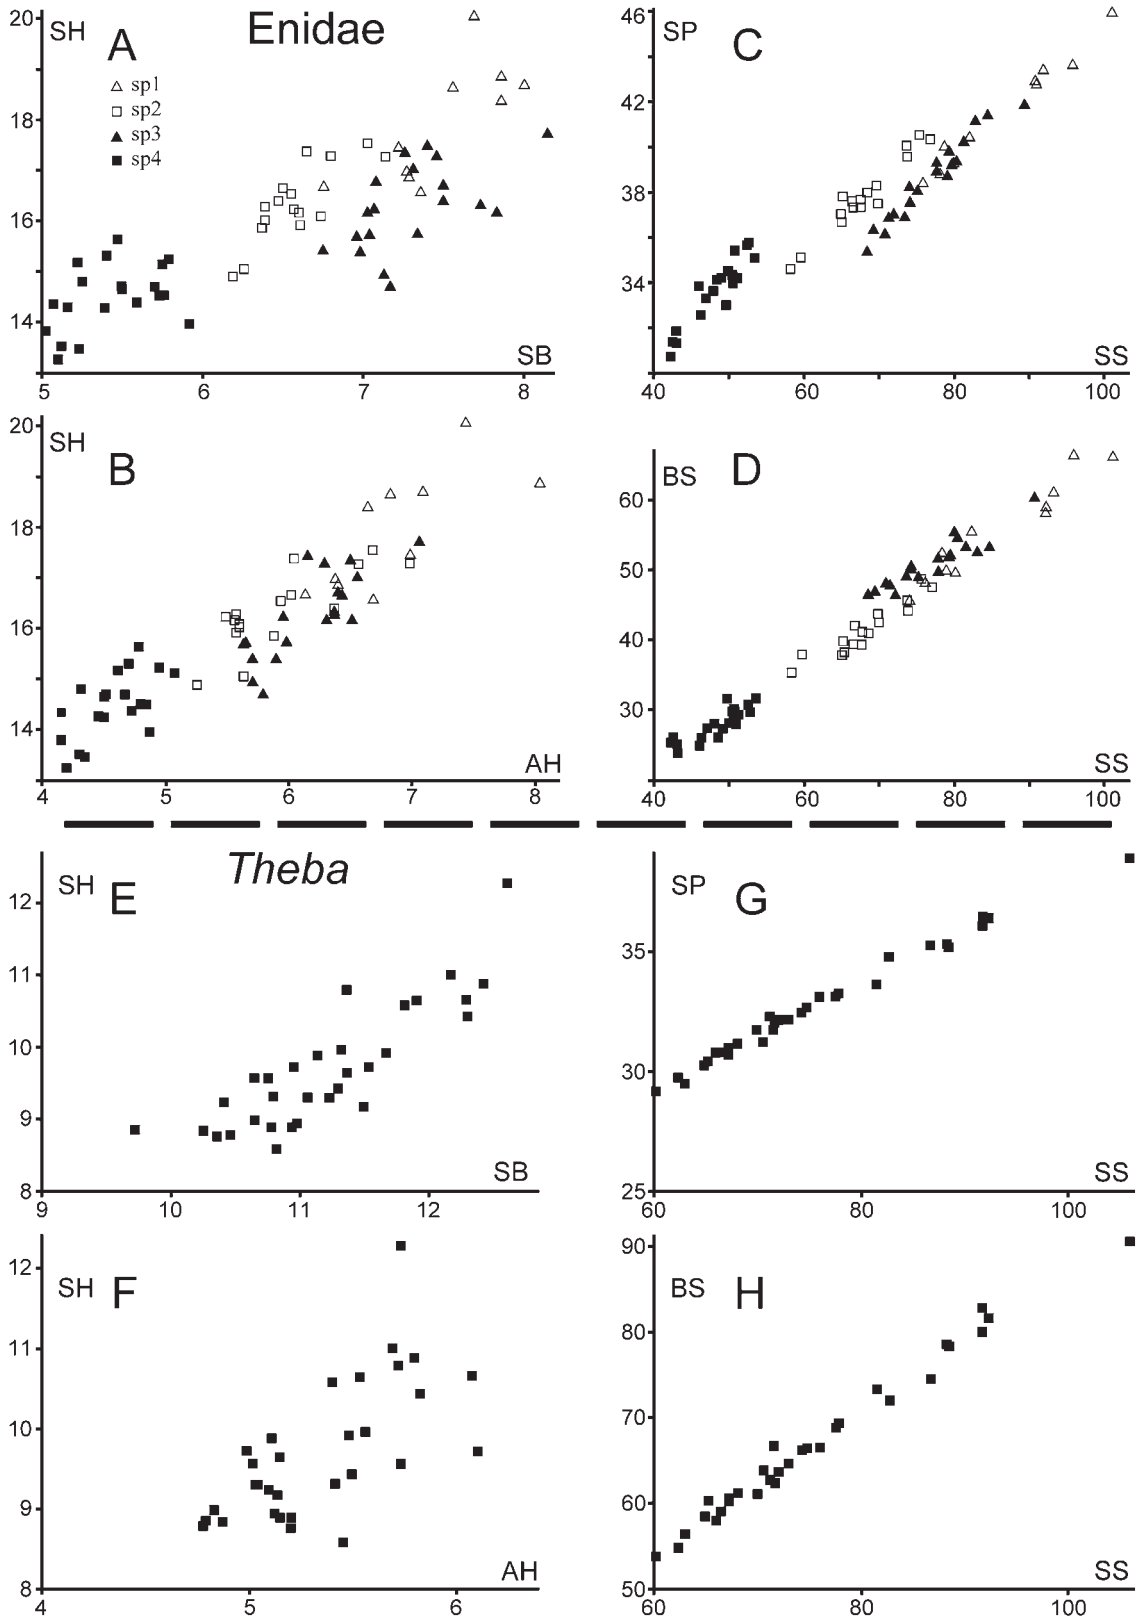 Enidae
A
SH
20
18
16
14
sp1
sp2
sp3
sp4
SB
5 6 7 8
C
SP
46
42
38
34
SS
40 60 80 100
B
SH
20
18
16
14
AH
4 5 6 7 8
D
BS
60
50
40
30
SS
40 60 80 100
Theba
E
SH
12
11
10
9
8
SB
9 10 11 12
G
SP
35
30
25
SS
60 80 100
F
SH
12
11
10
9
8
AH
4 5 6
H
BS
90
80
70
60
50
SS
60 80 100